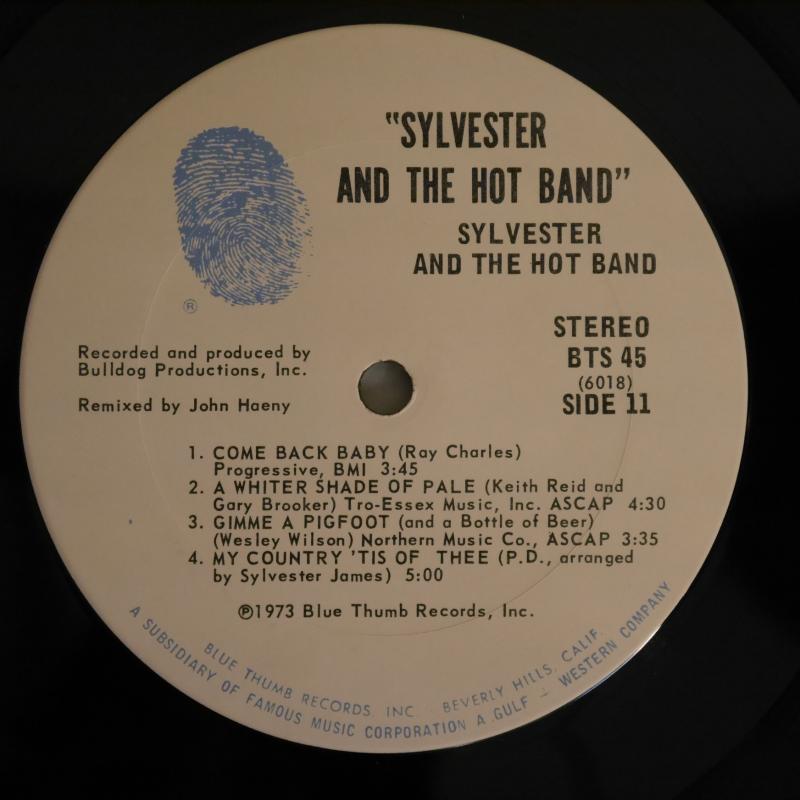 "SYLVESTER
AND THE HOT BAND"
SYLVESTER
AND THE HOT BAND
®
STEREO
BTS 45
(6018)
SIDE 11
Recorded and produced by
Bulldog Productions, Inc.
Remixed by John Haeny
1. COME BACK BABY (Ray Charles)
Progressive, BMI 3:45
2. A WHITER SHADE OF PALE (Keith Reid and
Gary Brooker) Tro-Essex Music, Inc. ASCAP 4:30
3. GIMME A PIGFOOT (and a Bottle of Beer)
(Wesley Wilson) Northern Music Co., ASCAP 3:35
4. MY COUNTRY 'TIS OF THEE (P.D., arranged
by Sylvester James) 5:00
℗1973 Blue Thumb Records, Inc.
BLUE THUMB RECORDS, INC. BEVERLY HILLS, CALIF.
A SUBSIDIARY OF FAMOUS MUSIC CORPORATION A GULF - WESTERN COMPANY